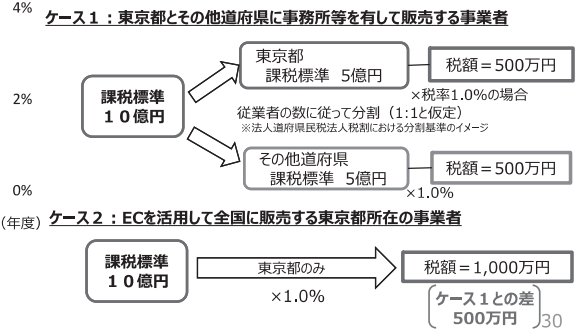 4%
ケース１：東京都とその他道府県に事務所等を有して販売する事業者
東京都
課税標準 5億円
税額＝500万円
×税率1.0％の場合
2%
課税標準
１０億円
従業者の数に従って分割（1:1と仮定）
※法人道府県民税法人税割における分割基準のイメージ
その他道府県
課税標準 5億円
税額＝500万円
×1.0％
0%
(年度)
ケース２：ECを活用して全国に販売する東京都所在の事業者
課税標準
１０億円
東京都のみ
×1.0％
税額＝1,000万円
ケース１との差
500万円
30